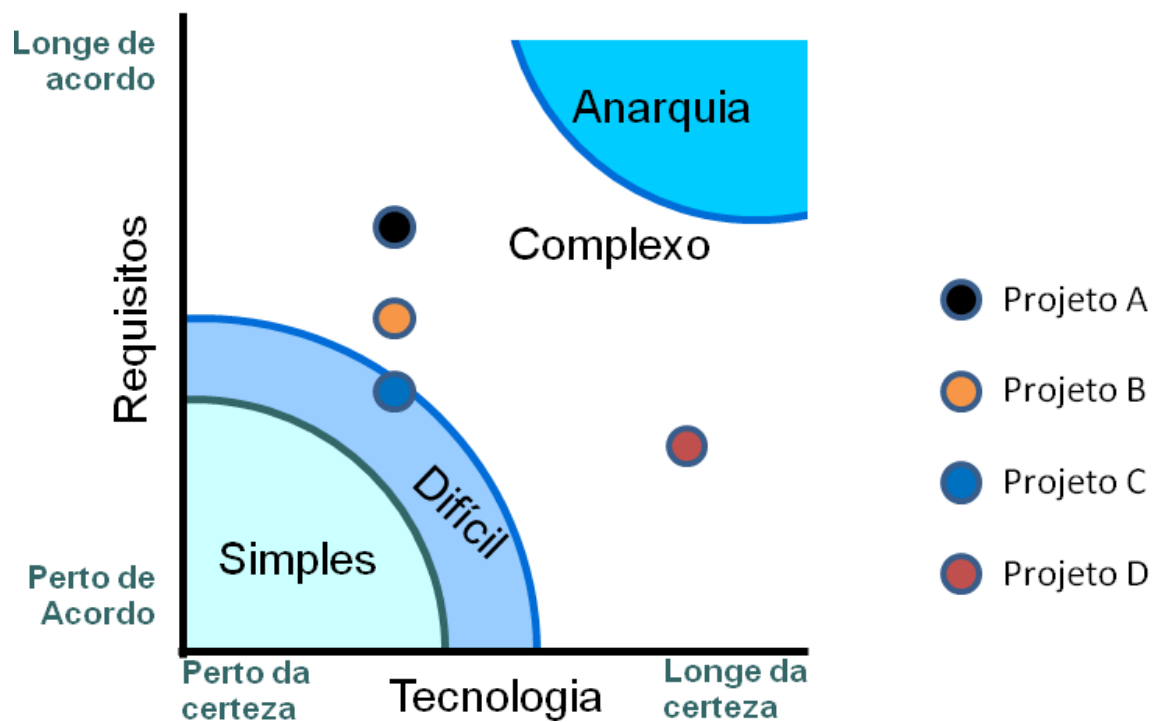 Longe de
acordo
Anarquia
Complexo
Requisitos
Projeto A
Projeto B
Projeto C
Projeto D
Difícil
Simples
Perto de
Acordo
Perto da
certeza
Tecnologia
Longe da
certeza